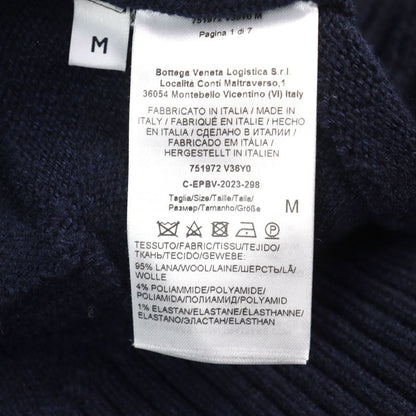 M
751972 V36Y0 M
Pagina 1 di 7
Bottega Veneta Logistica S.r.l.
Località Conti Maltraverso,1
36054 Montebello Vicentino (VI) Italy
FABBRICATO IN ITALIA / MADE IN
ITALY / FABRIQUÉ EN ITALIE / HECHO
EN ITALIA / СДЕЛАНО В ИТАЛИИ /
FABRICADO EM ITÁLIA /
HERGESTELLT IN ITALIEN
751972 V36Y0
C-EPBV-2023-298
Taglia/Size/Taille/Talla/
Размер/Tamanho/Größe
M
TESSUTO/FABRIC/TISSU/TEJIDO/
ТКАНЬ/TECIDO/GEWEBE:
95% LANA/WOOL/LAINE/ШЕРСТЬ/LÃ/
WOLLE
4% POLIAMMIDE/POLYAMIDE/
POLIAMIDA/ПОЛИАМИД/POLYAMID
1% ELASTAN/ELASTANE/ÉLASTHANNE/
ELASTANO/ЭЛАСТАН/ELASTHAN